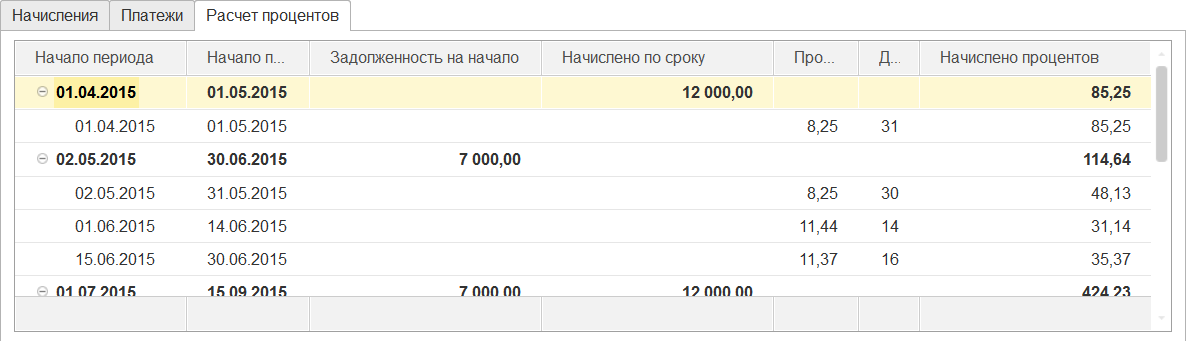 Начисления Платежи Расчет процентов
Начало периода Начало п... Задолженность на начало Начислено по сроку Про... Д... Начислено процентов
01.04.2015 01.05.2015 12 000,00 85,25
01.04.2015 01.05.2015 8,25 31 85,25
02.05.2015 30.06.2015 7 000,00 114,64
02.05.2015 31.05.2015 8,25 30 48,13
01.06.2015 14.06.2015 11,44 14 31,14
15.06.2015 30.06.2015 11,37 16 35,37
01.07.2015 15.09.2015 7 000,00 12 000,00 424,23